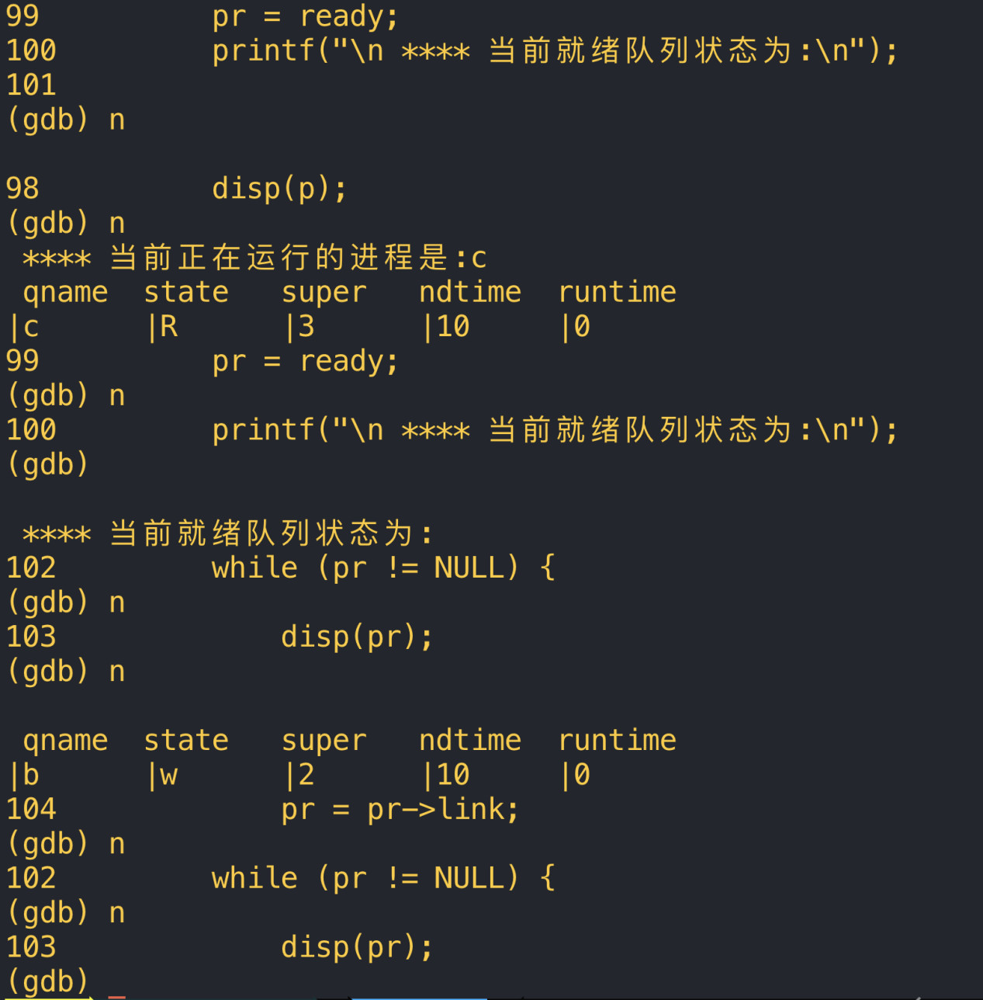 99         pr = ready;
100         printf("\n **** 当前就绪队列状态为:\n");
101
(gdb) n
98          disp(p);
(gdb) n
 **** 当前正在运行的进程是:c
 qname  state   super   ndtime  runtime
|c      |R      |3      |10     |0
99          pr = ready;
(gdb) n
100         printf("\n **** 当前就绪队列状态为:\n");
(gdb)
 **** 当前就绪队列状态为:
102         while (pr != NULL) {
(gdb) n
103             disp(pr);
(gdb) n
 qname  state   super   ndtime  runtime
|b      |w      |2      |10     |0
104             pr = pr->link;
(gdb) n
102         while (pr != NULL) {
(gdb) n
103             disp(pr);
(gdb)